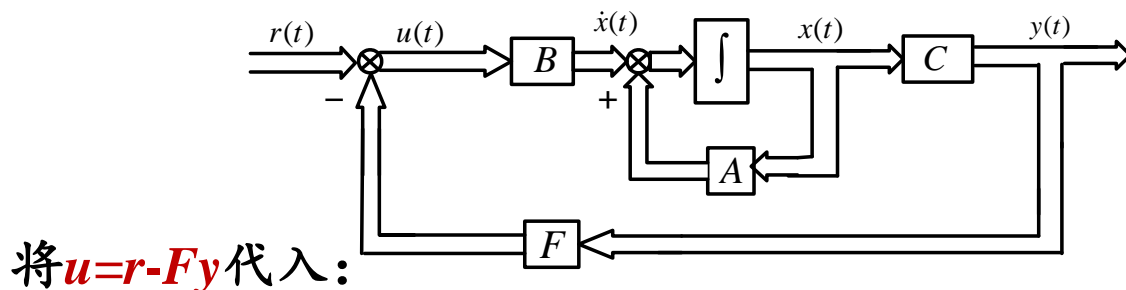 r(t) u(t) ẋ(t) x(t) y(t)
B ∫ C
− +
A
F
将u=r-Fy代入：